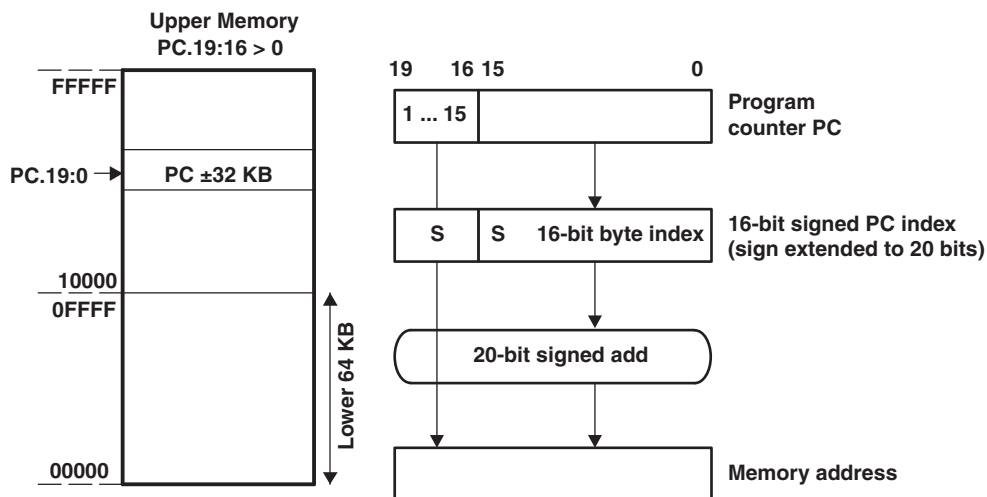 Upper Memory
PC.19:16 > 0
FFFFF
PC.19:0
PC ±32 KB
10000
0FFFF
Lower 64 KB
00000
19 16 15 0
1 ... 15
Program
counter PC
S S 16-bit byte index
16-bit signed PC index
(sign extended to 20 bits)
20-bit signed add
Memory address